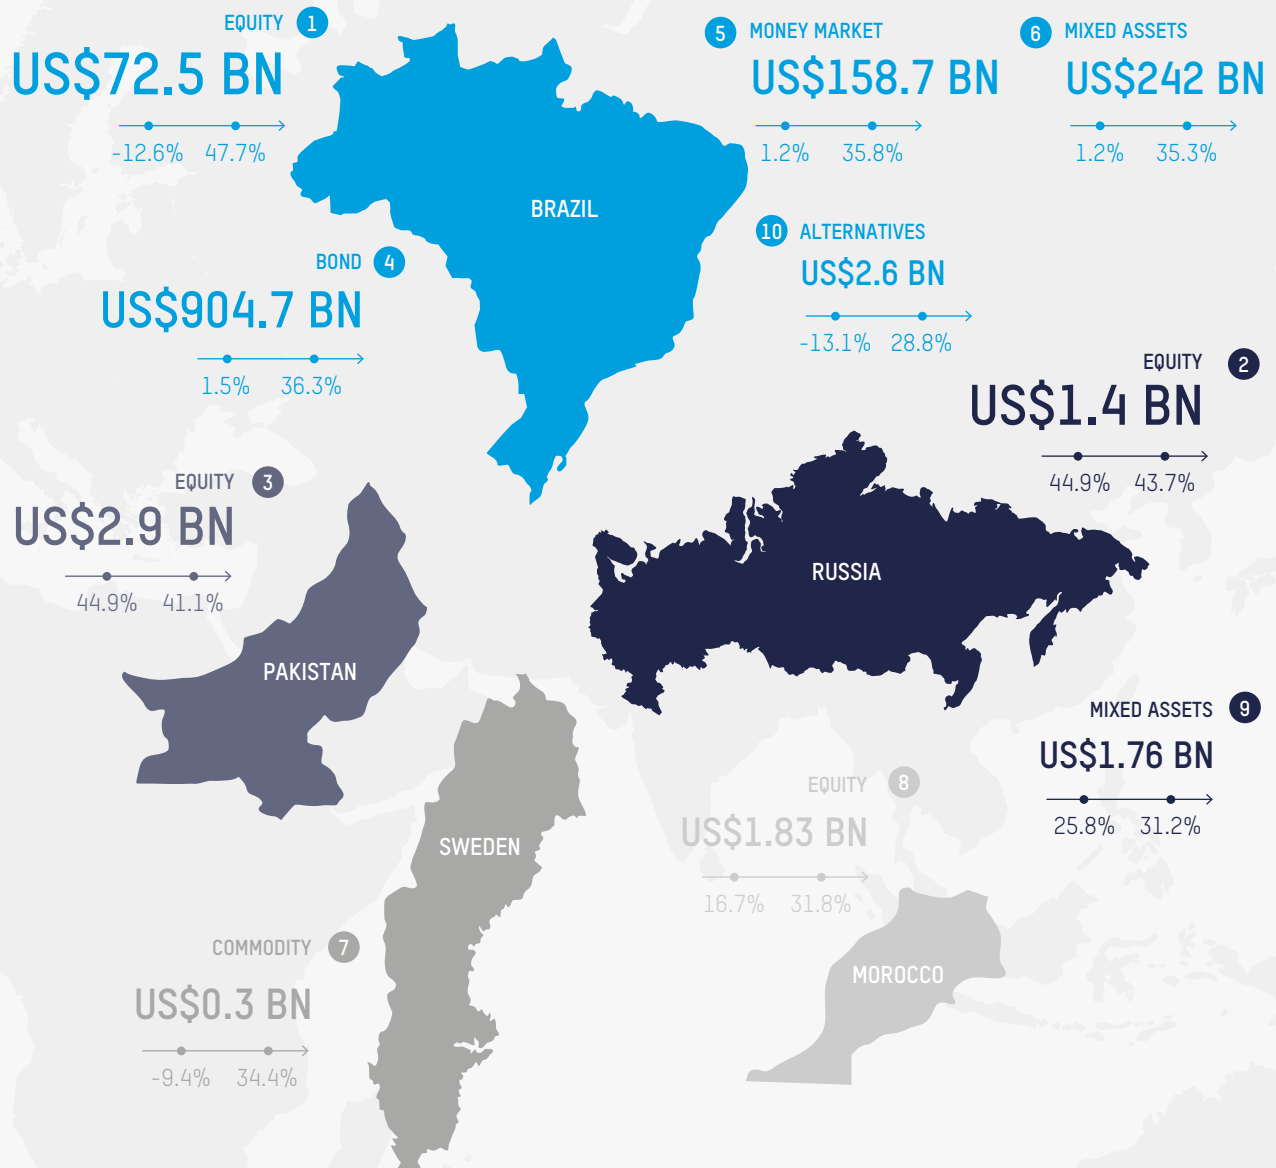 EQUITY 1
US$72.5 BN
-12.6% 47.7%
5 MONEY MARKET
US$158.7 BN
1.2% 35.8%
6 MIXED ASSETS
US$242 BN
1.2% 35.3%
BRAZIL
BOND 4
US$904.7 BN
1.5% 36.3%
10 ALTERNATIVES
US$2.6 BN
-13.1% 28.8%
EQUITY 2
US$1.4 BN
44.9% 43.7%
EQUITY 3
US$2.9 BN
44.9% 41.1%
RUSSIA
PAKISTAN
MIXED ASSETS 9
US$1.76 BN
25.8% 31.2%
EQUITY 8
US$1.83 BN
16.7% 31.8%
SWEDEN
COMMODITY 7
US$0.3 BN
-9.4% 34.4%
MOROCCO